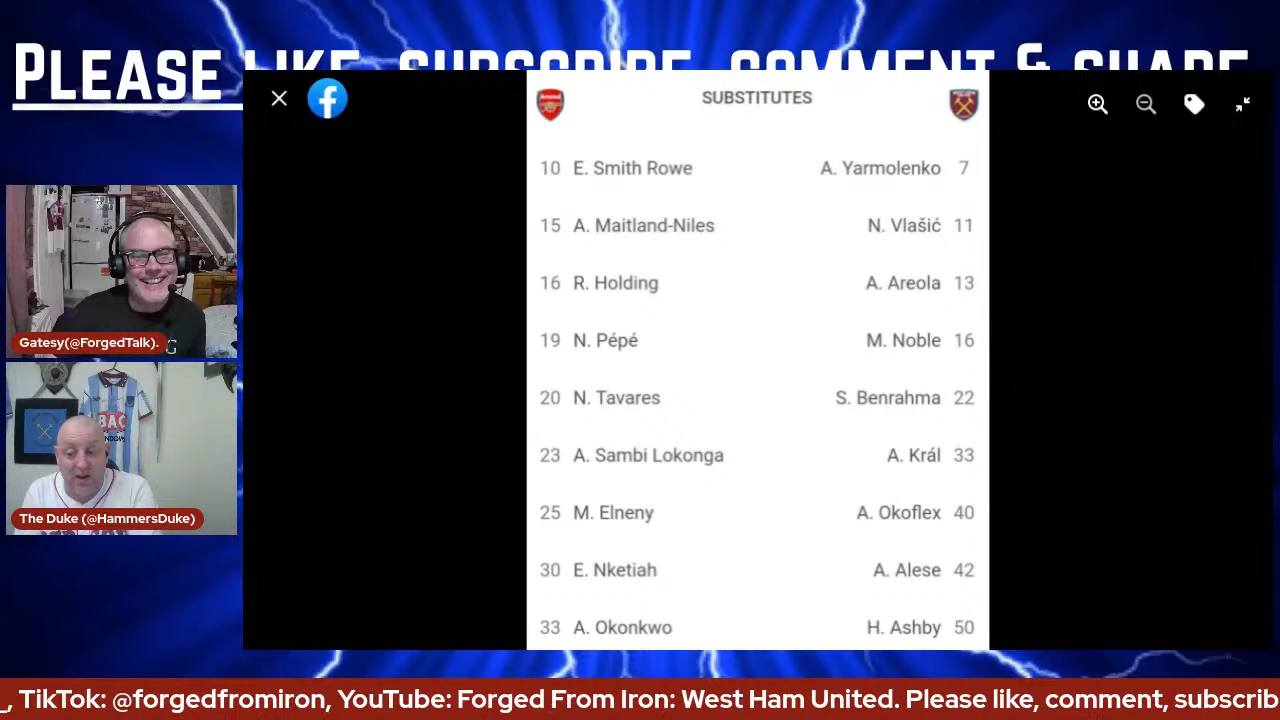 PLEASE LIKE, SUBSCRIBE, COMMENT & SHARE
SUBSTITUTES
10 E. Smith Rowe A. Yarmolenko 7
15 A. Maitland-Niles N. Vlašić 11
16 R. Holding A. Areola 13
19 N. Pépé M. Noble 16
20 N. Tavares S. Benrahma 22
23 A. Sambi Lokonga A. Král 33
25 M. Elneny A. Okoflex 40
30 E. Nketiah A. Alese 42
33 A. Okonkwo H. Ashby 50
Gatesy(@ForgedTalk).
G
BAC
The Duke (@HammersDuke)
_, TikTok: @forgedfromiron, YouTube: Forged From Iron: West Ham United. Please like, comment, subscrib